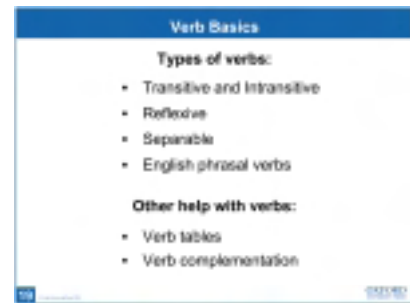 Verb Basics
Types of verbs:
• Transitive and Intransitive
• Reflexive
• Separable
• English phrasal verbs
Other help with verbs:
• Verb tables
• Verb complementation
OXFORD